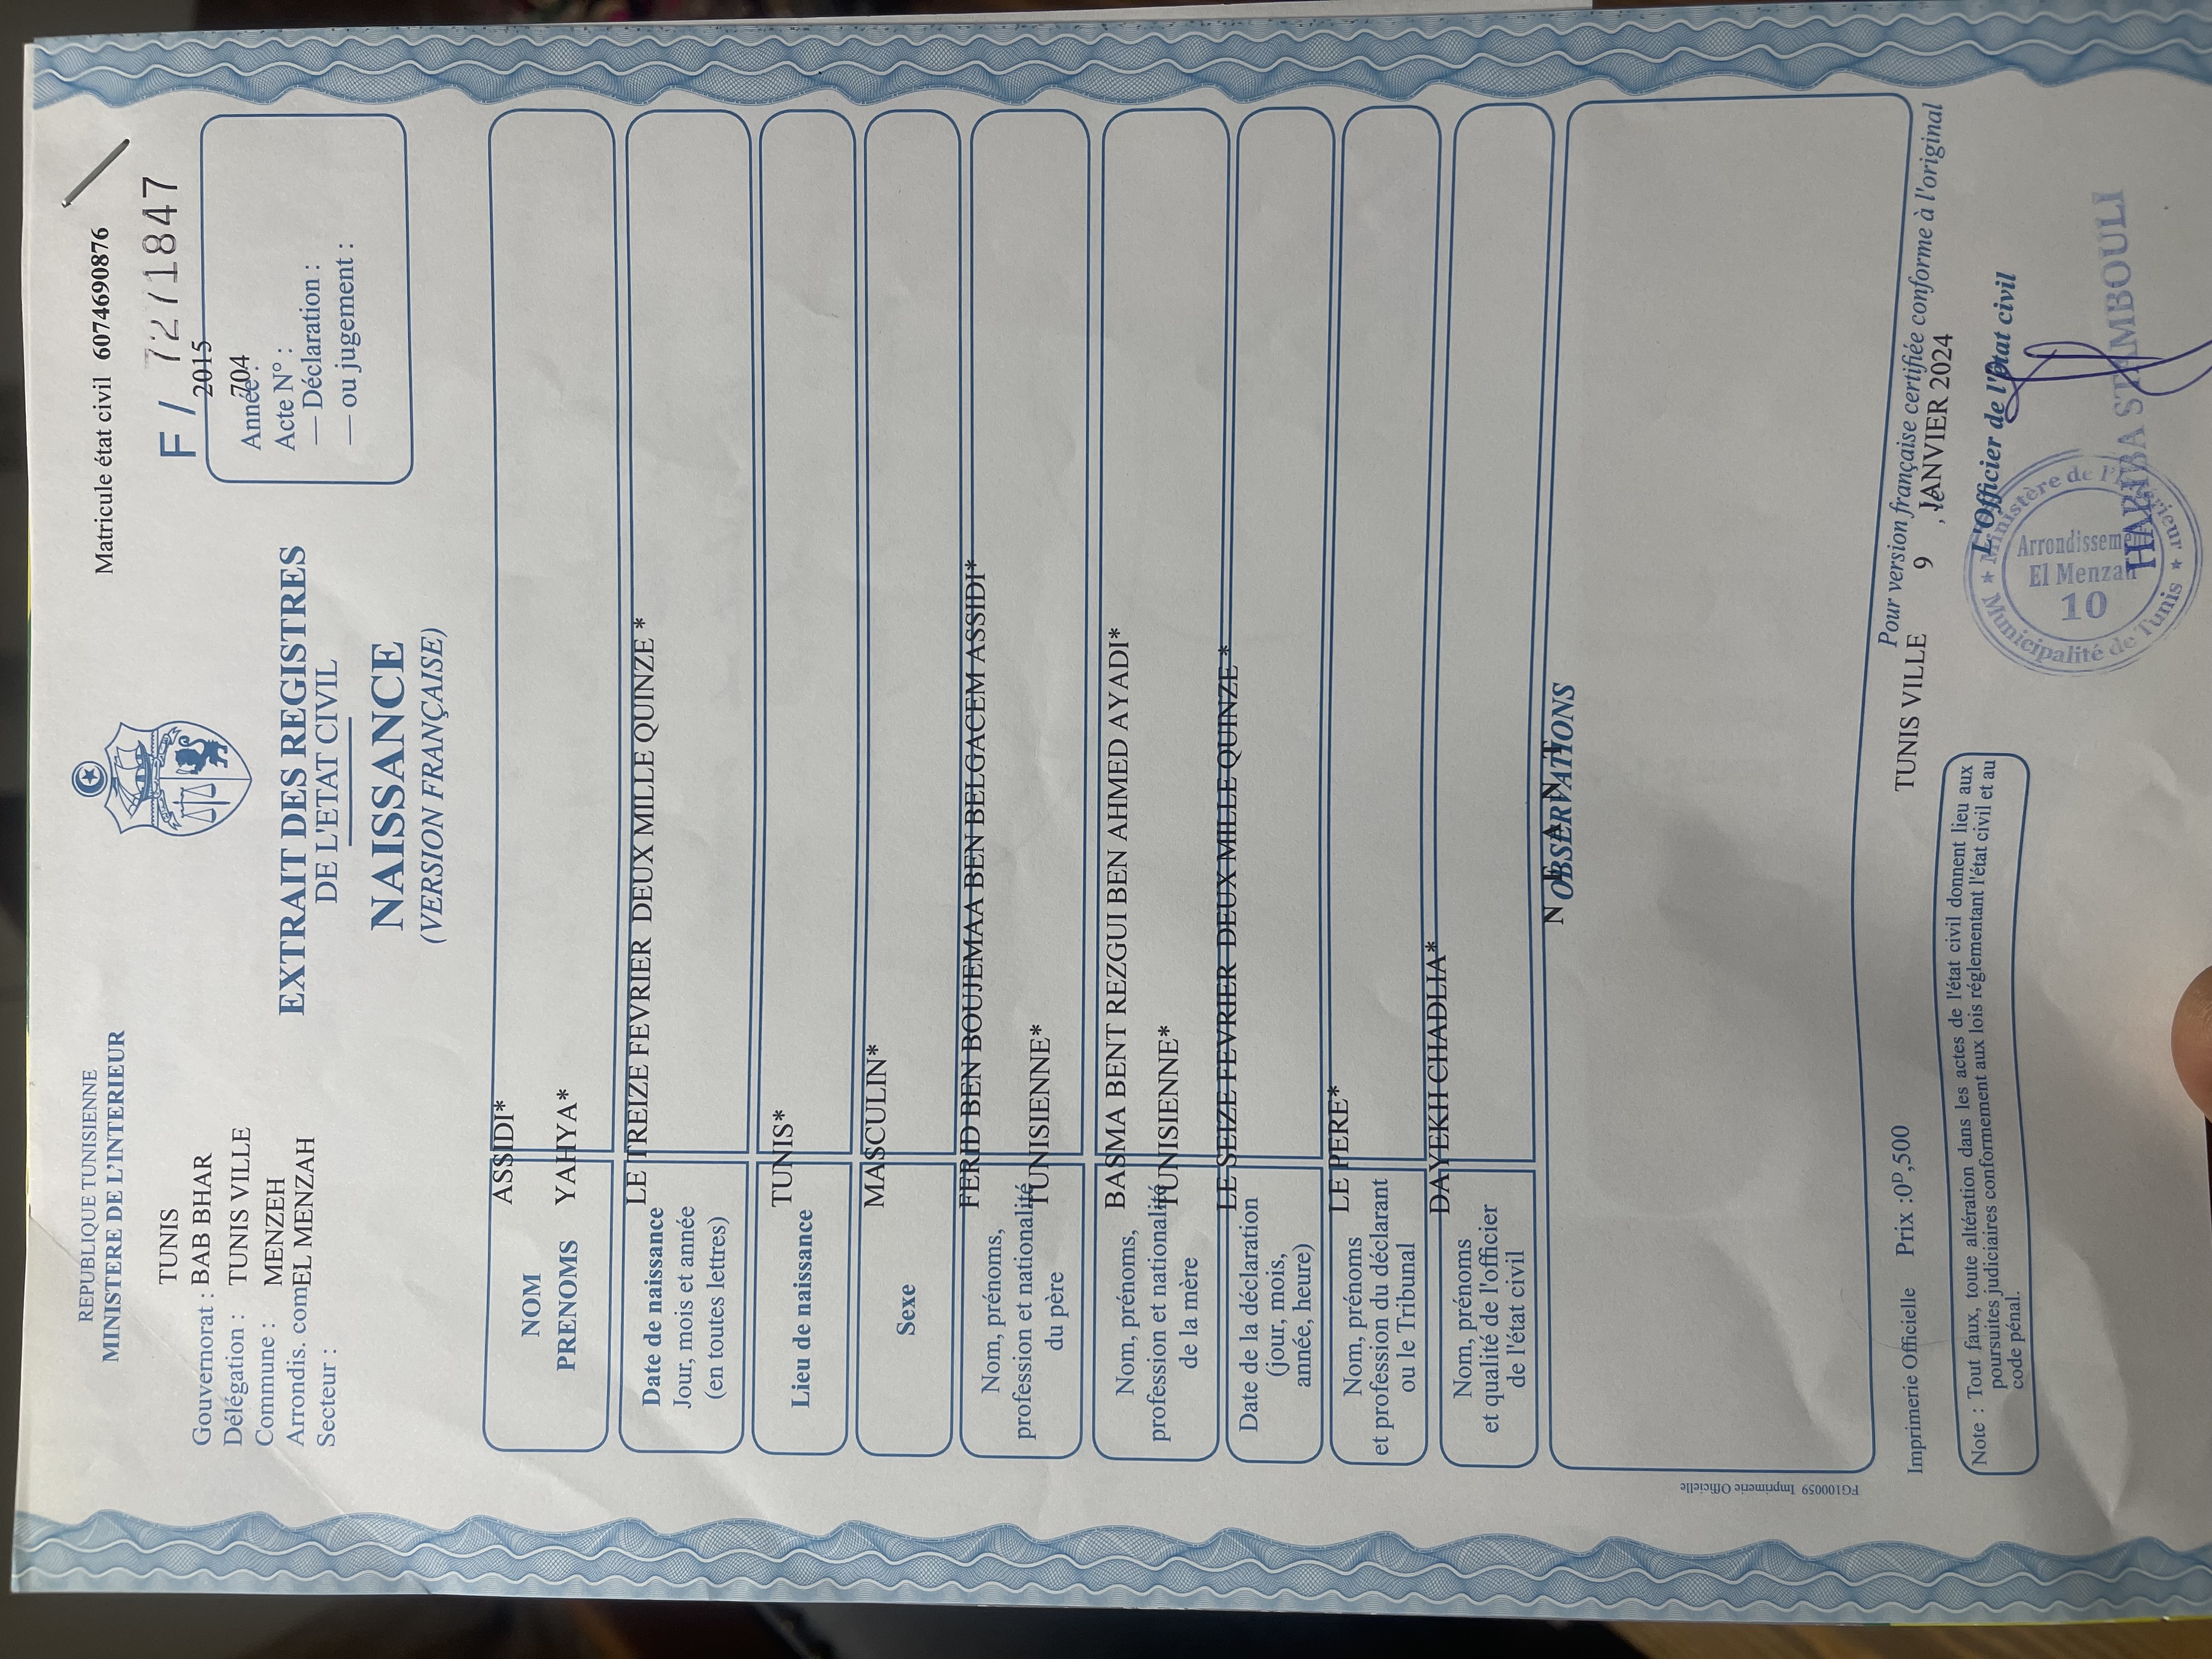 REPUBLIQUE TUNISIENNE
MINISTERE DE L'INTERIEUR
TUNIS
Gouvernorat : BAB BHAR
Délégation : TUNIS VILLE
Commune : MENZEH
Arrondis. comEL MENZAH
Secteur :
Matricule état civil 6074690876
F / 72/1847
2015
704
Année :
Acte N° :
— Déclaration :
— ou jugement :
EXTRAIT DES REGISTRES
DE L'ETAT CIVIL
NAISSANCE
(VERSION FRANÇAISE)
NOM ASSIDI*
PRENOMS YAHYA*
Date de naissance LE TREIZE FEVRIER DEUX MILLE QUINZE *
Jour, mois et année
(en toutes lettres)
Lieu de naissance TUNIS*
Sexe MASCULIN*
Nom, prénoms, FERID BEN BOUJEMAA BEN BELGACEM ASSIDI*
profession et nationalité TUNISIENNE*
du père
Nom, prénoms, BASMA BENT REZGUI BEN AHMED AYADI*
profession et nationalité TUNISIENNE*
de la mère
Date de la déclaration LE SEIZE FEVRIER DEUX MILLE QUINZE *
(jour, mois,
année, heure)
Nom, prénoms LE PERE*
et profession du déclarant
ou le Tribunal
Nom, prénoms DAYEKH CHADLIA*
et qualité de l'officier
de l'état civil
N E A N T
OBSERVATIONS
FG100059 Imprimerie Officielle
Pour version française certifiée conforme à l'original
Imprimerie Officielle Prix :0ᴰ,500
TUNIS VILLE 9 , le JANVIER 2024
L'Officier de l'état civil
Note : Tout faux, toute altération dans les actes de l'état civil donnent lieu aux
poursuites judiciaires conformement aux lois réglementant l'état civil et au
code pénal.
Ministère de l'Intérieur
Arrondissement
El Menzah
10
Municipalité de Tunis
HABIBA STAMBOULI